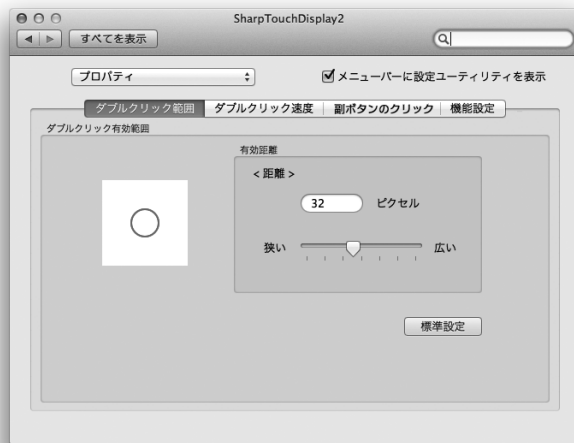 SharpTouchDisplay2
すべてを表示
プロパティ
メニューバーに設定ユーティリティを表示
ダブルクリック範囲 ダブルクリック速度 副ボタンのクリック 機能設定
ダブルクリック有効範囲
有効距離
< 距離 >
32 ピクセル
狭い 広い
標準設定